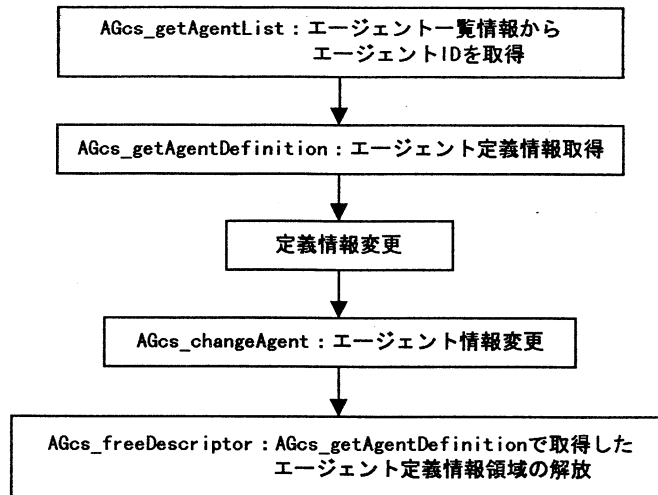 AGcs_getAgentList：エージェント一覧情報から
エージェントIDを取得
AGcs_getAgentDefinition：エージェント定義情報取得
定義情報変更
AGcs_changeAgent：エージェント情報変更
AGcs_freeDescriptor：AGcs_getAgentDefinitionで取得した
エージェント定義情報領域の解放